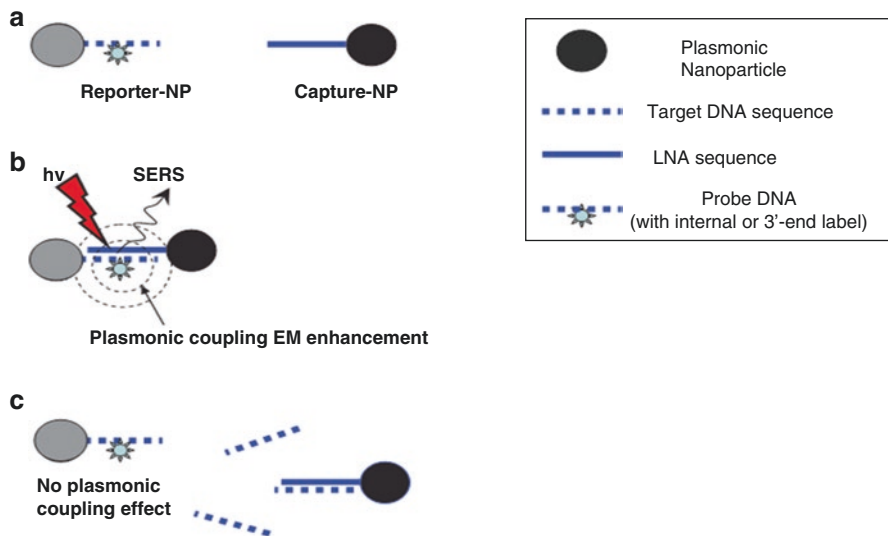 a
Reporter-NP
Capture-NP
b
hν
SERS
Plasmonic coupling EM enhancement
c
No plasmonic
coupling effect
Plasmonic
Nanoparticle
Target DNA sequence
LNA sequence
Probe DNA
(with internal or 3'-end label)